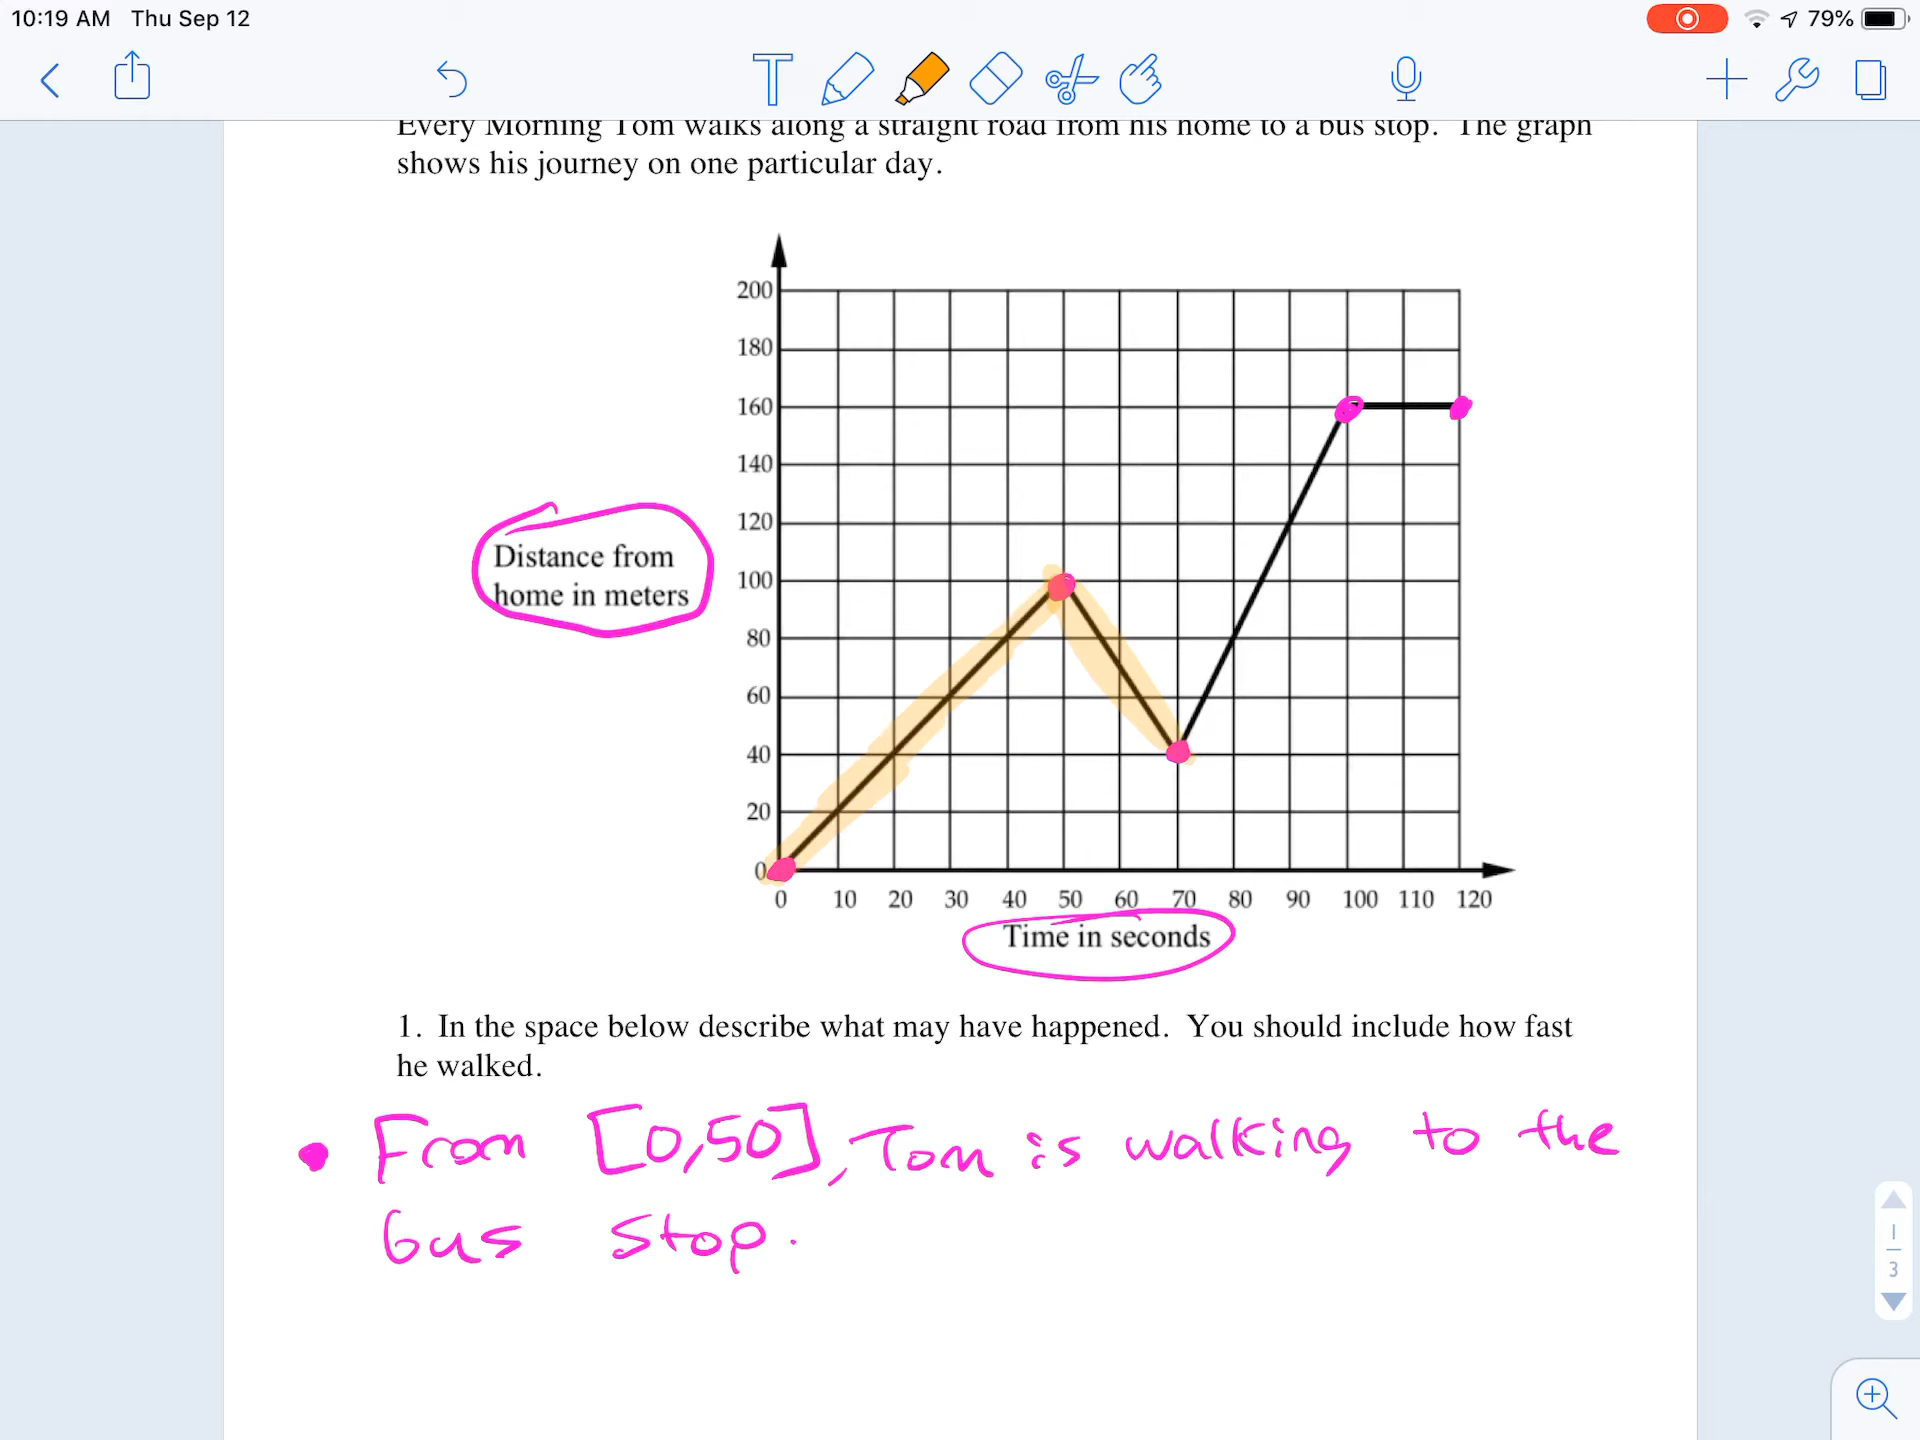 10:19 AM Thu Sep 12
79%
T
Every Morning Tom walks along a straight road from his home to a bus stop. The graph
shows his journey on one particular day.
200
180
160
140
120
100
80
60
40
20
0
Distance from
home in meters
0 10 20 30 40 50 60 70 80 90 100 110 120
Time in seconds
1. In the space below describe what may have happened. You should include how fast
he walked.
• From [0,50], Tom is walking to the
bus stop.
1
3